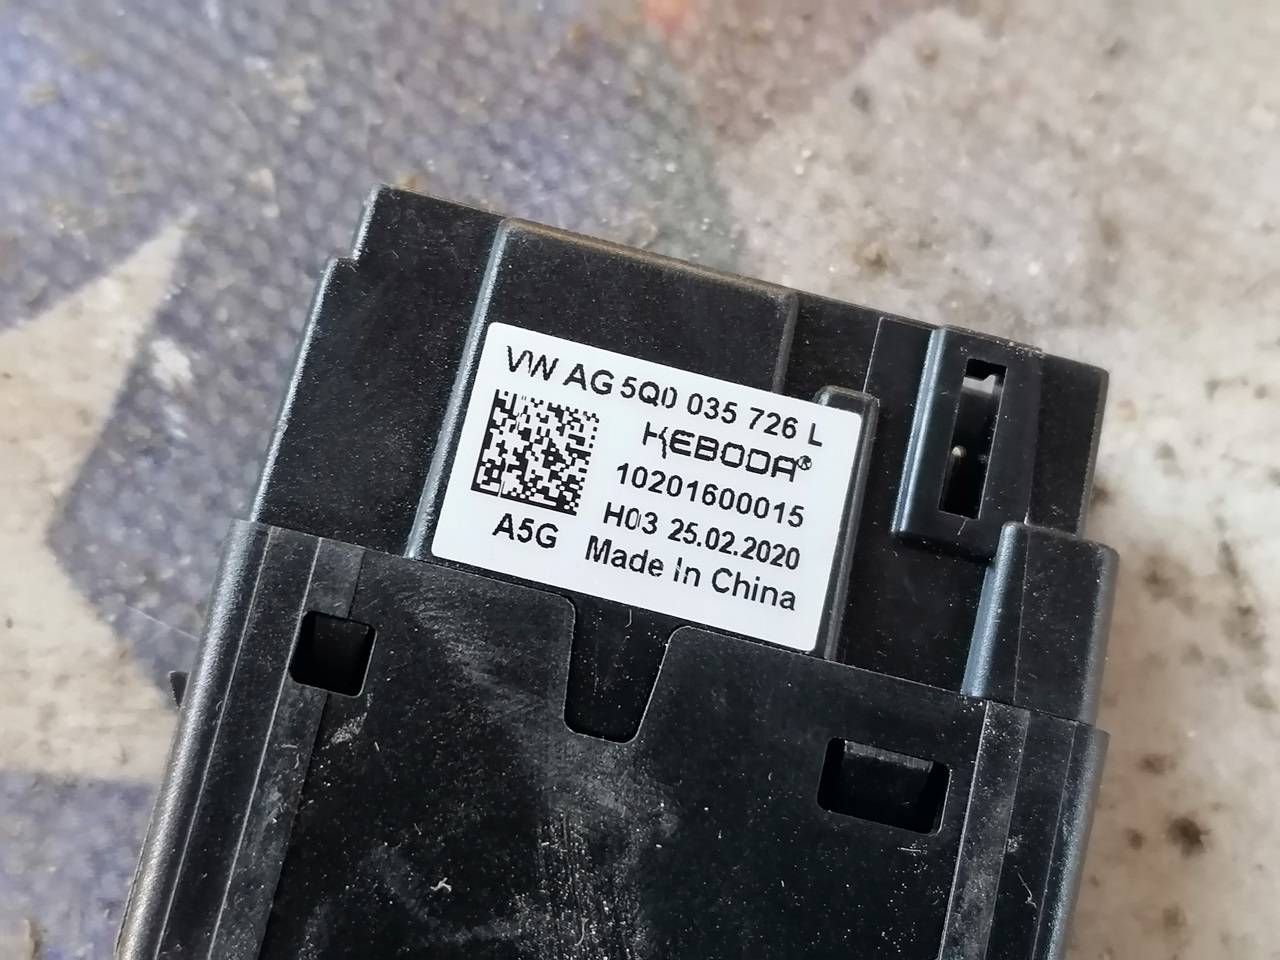 VW AG 5Q0 035 726 L
KEBODA®
10201600015
H03 25.02.2020
A5G Made In China